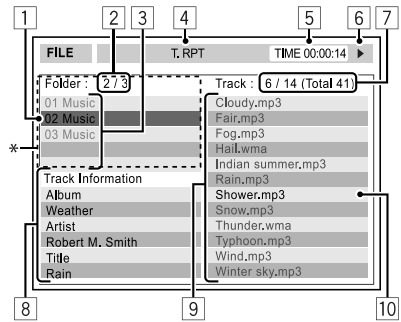 1 2 3 4 5 6 7
FILE T. RPT TIME 00:00:14
Folder : 2 / 3 Track : 6 / 14 (Total 41)
01 Music
02 Music
03 Music
*
Cloudy.mp3
Fair.mp3
Fog.mp3
Hail.wma
Indian summer.mp3
Rain.mp3
Shower.mp3
Snow.mp3
Thunder.wma
Typhoon.mp3
Wind.mp3
Winter sky.mp3
Track Information
Album
Weather
Artist
Robert M. Smith
Title
Rain
8 9 10